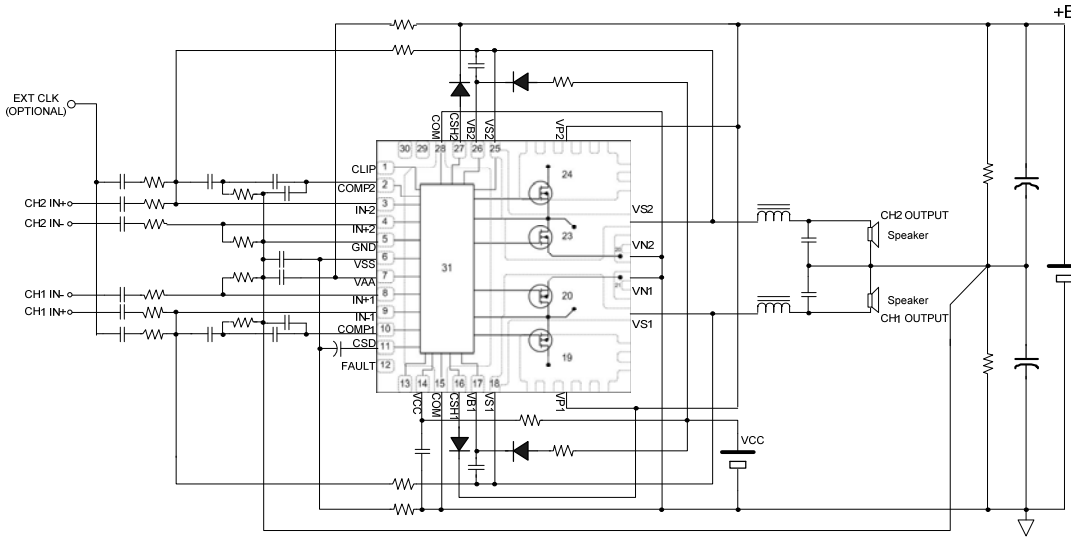 +B
EXT CLK
(OPTIONAL)
COM
CSH2
VB2
VS2
VP2
30 29 28 27 26 25
CLIP
1
24
COMP2
2
CH2 IN+
IN-2
3
VS2
CH2 OUTPUT
CH2 IN-
IN+2
4
23
Speaker
GND
5
VN2
VSS
6
31
VAA
7
CH1 IN-
IN+1
8
20
VN1
Speaker
CH1 IN+
IN-1
9
CH1 OUTPUT
COMP1
10
VS1
CSD
11
19
FAULT
12
13 14 15 16 17 18
VCC
COM
CSH1
VB1
VS1
VP1
VCC